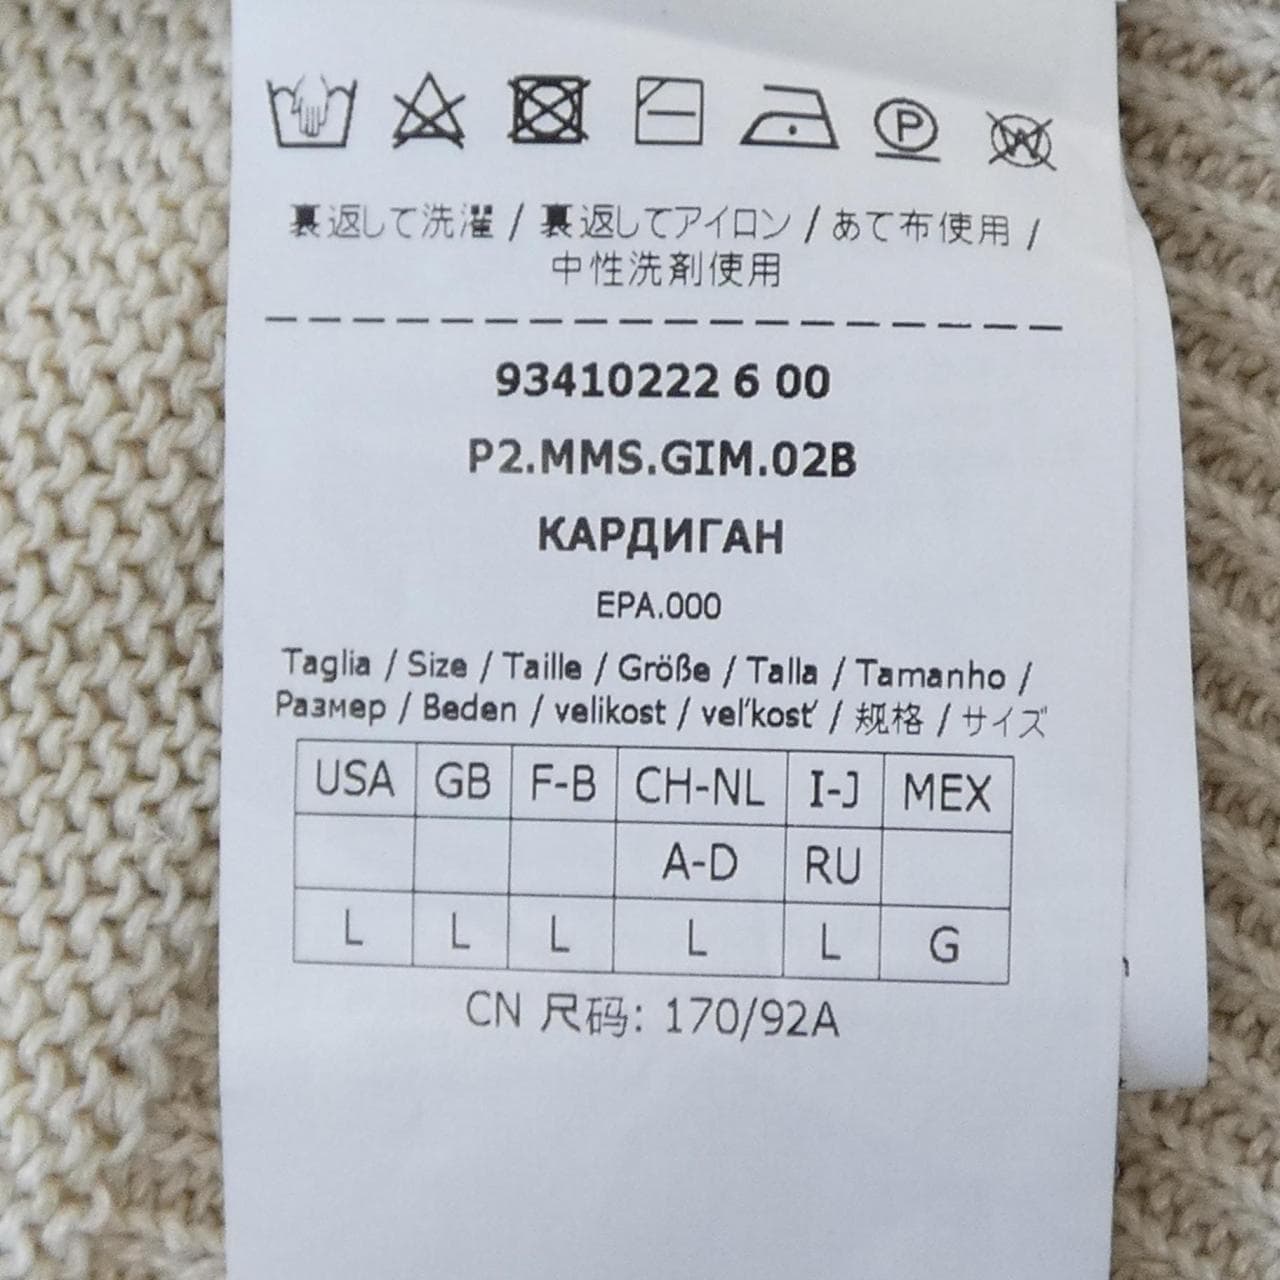 裏返して洗濯 / 裏返してアイロン / あて布使用 /
中性洗剤使用
93410222 6 00
P2.MMS.GIM.02B
КАРДИГАН
EPA.000
Taglia / Size / Taille / Größe / Talla / Tamanho /
Размер / Beden / velikost / veľkosť / 规格 / サイズ
USA GB F-B CH-NL I-J MEX
A-D RU
L L L L L G
CN 尺码: 170/92A